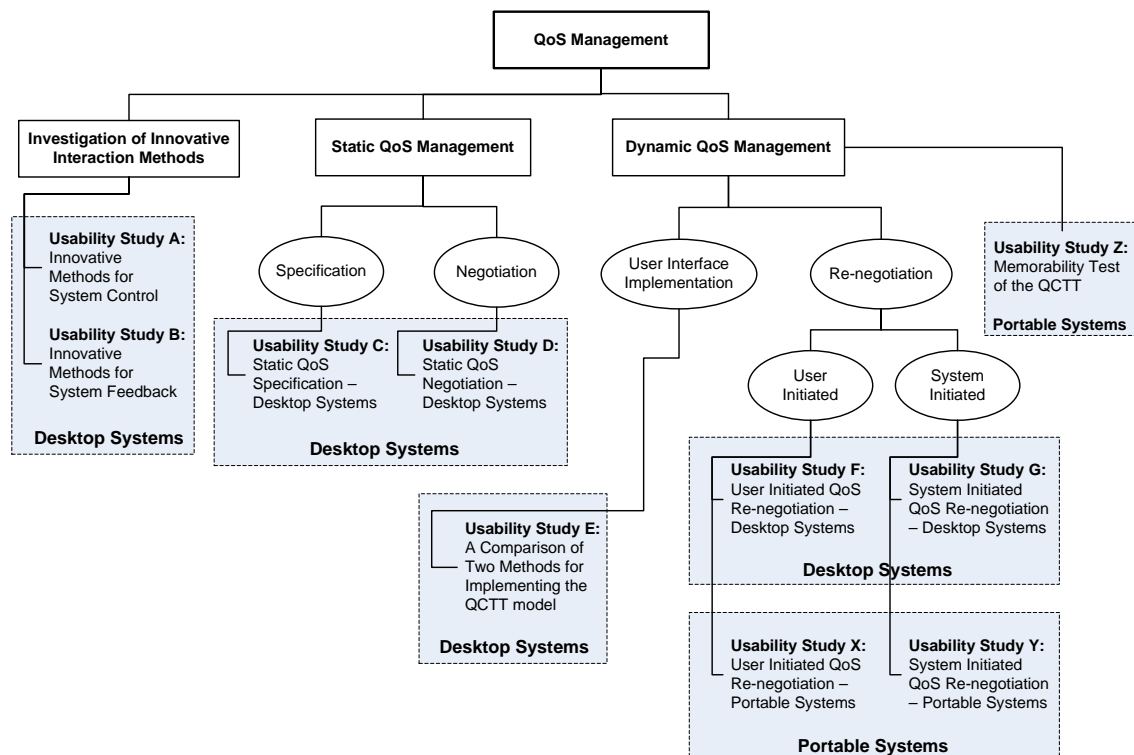 QoS Management
Investigation of Innovative
Interaction Methods
Static QoS Management
Dynamic QoS Management
Usability Study A:
Innovative
Methods for
System Control
Usability Study B:
Innovative
Methods for
System Feedback
Desktop Systems
Specification
Negotiation
Usability Study C:
Static QoS
Specification –
Desktop Systems
Usability Study D:
Static QoS
Negotiation –
Desktop Systems
Desktop Systems
User Interface
Implementation
Re-negotiation
Usability Study Z:
Memorability Test
of the QCTT
Portable Systems
User
Initiated
System
Initiated
Usability Study E:
A Comparison of
Two Methods for
Implementing the
QCTT model
Desktop Systems
Usability Study F:
User Initiated QoS
Re-negotiation –
Desktop Systems
Usability Study G:
System Initiated
QoS Re-negotiation
– Desktop Systems
Desktop Systems
Usability Study X:
User Initiated QoS
Re-negotiation –
Portable Systems
Usability Study Y:
System Initiated
QoS Re-negotiation
– Portable Systems
Portable Systems